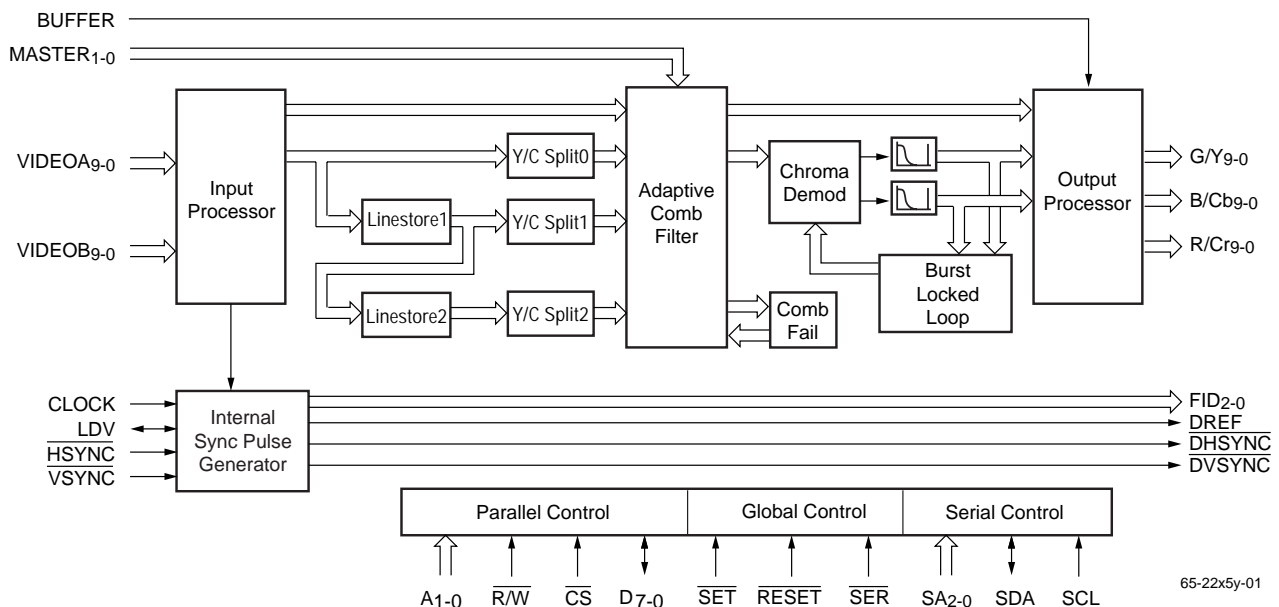 BUFFER
MASTER1-0
VIDEOA9-0
VIDEOB9-0
Input
Processor
Linestore1
Linestore2
Y/C Split0
Y/C Split1
Y/C Split2
Adaptive
Comb
Filter
Chroma
Demod
Comb
Fail
Burst
Locked
Loop
Output
Processor
G/Y9-0
B/Cb9-0
R/Cr9-0
CLOCK
LDV
HSYNC
VSYNC
Internal
Sync Pulse
Generator
FID2-0
DREF
DHSYNC
DVSYNC
Parallel Control
Global Control
Serial Control
A1-0
R/W
CS
D7-0
SET
RESET
SER
SA2-0
SDA
SCL
65-22x5y-01